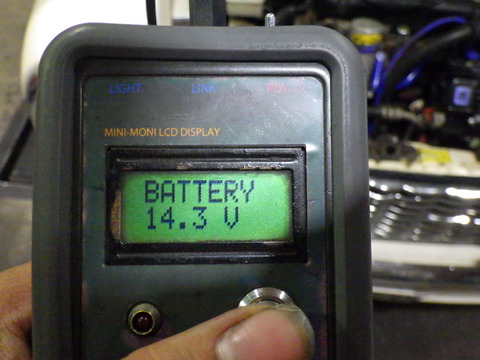 LIGHT LINK
MINI-MONI LCD DISPLAY
BATTERY
14.3 V